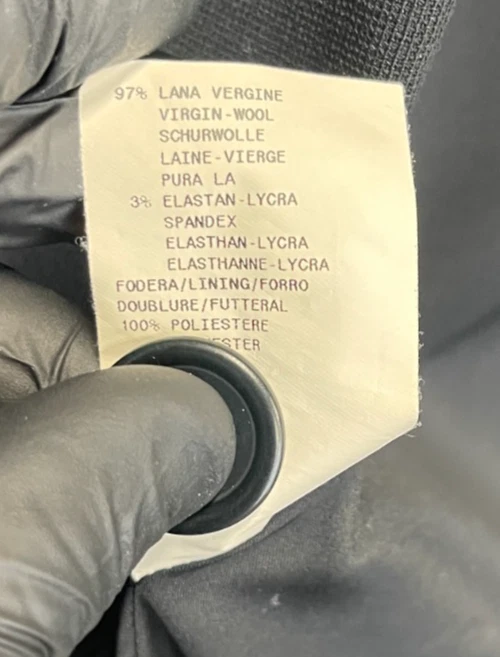 97% LANA VERGINE
VIRGIN-WOOL
SCHURWOLLE
LAINE-VIERGE
PURA LA
3% ELASTAN-LYCRA
SPANDEX
ELASTHAN-LYCRA
ELASTHANNE-LYCRA
FODERA/LINING/FORRO
DOUBLURE/FUTTERAL
100% POLIESTERE